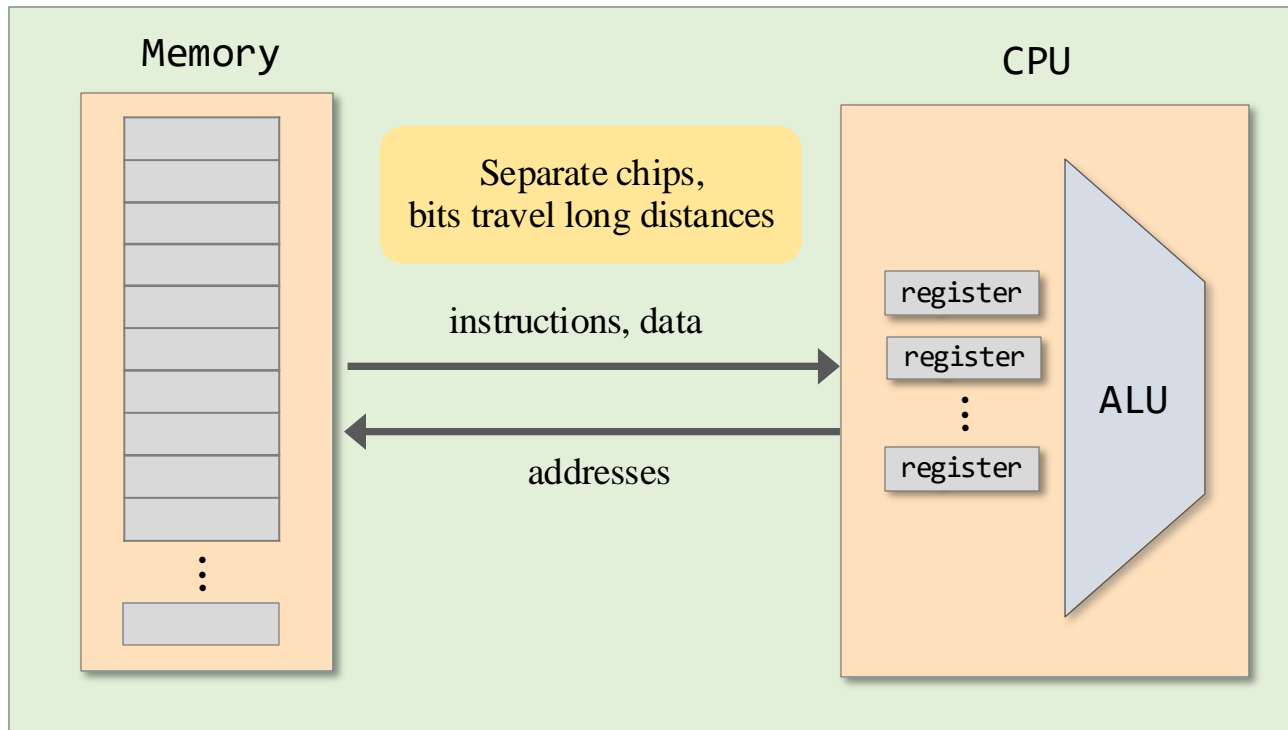 Memory
CPU
Separate chips,
bits travel long distances
instructions, data
addresses
register
register
register
ALU